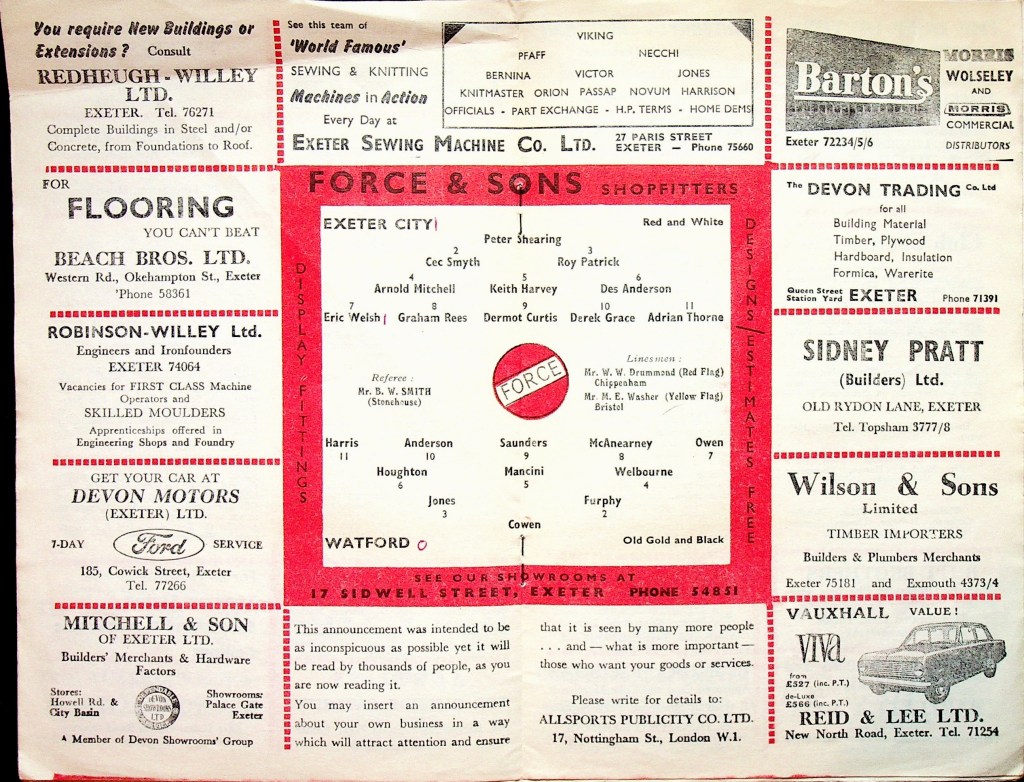 You require New Buildings or
Extensions? Consult
REDHEUGH-WILLEY
LTD.
EXETER. Tel. 76271
Complete Buildings in Steel and/or
Concrete, from Foundations to Roof.
See this team of
'World Famous'
SEWING & KNITTING
Machines in Action
Every Day at
EXETER SEWING MACHINE CO. LTD.
27 PARIS STREET
EXETER — Phone 75660
VIKING
PFAFF NECCHI
BERNINA VICTOR JONES
KNITMASTER ORION PASSAP NOVUM HARRISON
OFFICIALS - PART EXCHANGE - H.P. TERMS - HOME DEMS
Barton's
MORRIS
WOLSELEY
AND
MORRIS
COMMERCIAL
DISTRIBUTORS
Exeter 72234/5/6
FOR
FLOORING
YOU CAN'T BEAT
BEACH BROS. LTD.
Western Rd., Okehampton St., Exeter
'Phone 58361
ROBINSON-WILLEY Ltd.
Engineers and Ironfounders
EXETER 74064
Vacancies for FIRST CLASS Machine
Operators and
SKILLED MOULDERS
Apprenticeships offered in
Engineering Shops and Foundry
GET YOUR CAR AT
DEVON MOTORS
(EXETER) LTD.
7-DAY Ford SERVICE
185, Cowick Street, Exeter
Tel. 77266
MITCHELL & SON
OF EXETER LTD.
Builders' Merchants & Hardware
Factors
Stores:
Howell Rd. &
City Basin
DEVON
SHOWROOMS
LTD
Showrooms:
Palace Gate
Exeter
A Member of Devon Showrooms' Group
FORCE & SONS SHOPFITTERS
DISPLAY FITTINGS
DESIGNS/ESTIMATES FREE
EXETER CITY 1 Red and White
Peter Shearing
2 3
Cec Smyth Roy Patrick
4 5 6
Arnold Mitchell Keith Harvey Des Anderson
7 8 9 10 11
Eric Welsh Graham Rees Dermot Curtis Derek Grace Adrian Thorne
Referee:
Mr. B. W. SMITH
(Stonehouse)
FORCE
Linesmen:
Mr. W. W. Drummond (Red Flag)
Chippenham
Mr. M. E. Washer (Yellow Flag)
Bristol
Harris Anderson Saunders McAnearney Owen
11 10 9 8 7
Houghton Mancini Welbourne
6 5 4
Jones Furphy
3 2
Cowen
WATFORD 0 Old Gold and Black
SEE OUR SHOWROOMS AT
17 SIDWELL STREET, EXETER PHONE 54851
This announcement was intended to be
as inconspicuous as possible yet it will
be read by thousands of people, as you
are now reading it.
You may insert an announcement
about your own business in a way
which will attract attention and ensure
that it is seen by many more people
. . . and — what is more important —
those who want your goods or services.
Please write for details to:
ALLSPORTS PUBLICITY CO. LTD.
17, Nottingham St., London W.1.
The DEVON TRADING Co. Ltd
for all
Building Material
Timber, Plywood
Hardboard, Insulation
Formica, Warerite
Queen Street
Station Yard EXETER Phone 71391
SIDNEY PRATT
(Builders) Ltd.
OLD RYDON LANE, EXETER
Tel. Topsham 3777/8
Wilson & Sons
Limited
TIMBER IMPORTERS
Builders & Plumbers Merchants
Exeter 75181 and Exmouth 4373/4
VAUXHALL VALUE!
VIVA
from
£527 (inc. P.T.)
de-Luxe
£566 (inc. P.T.)
REID & LEE LTD.
New North Road, Exeter. Tel. 71254